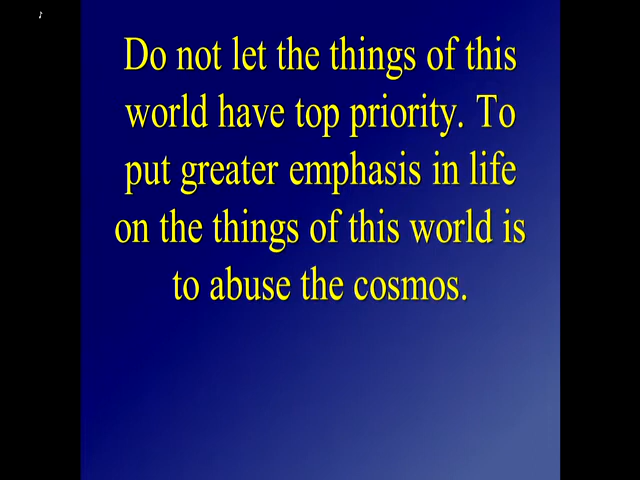 Do not let the things of this
world have top priority. To
put greater emphasis in life
on the things of this world is
to abuse the cosmos.